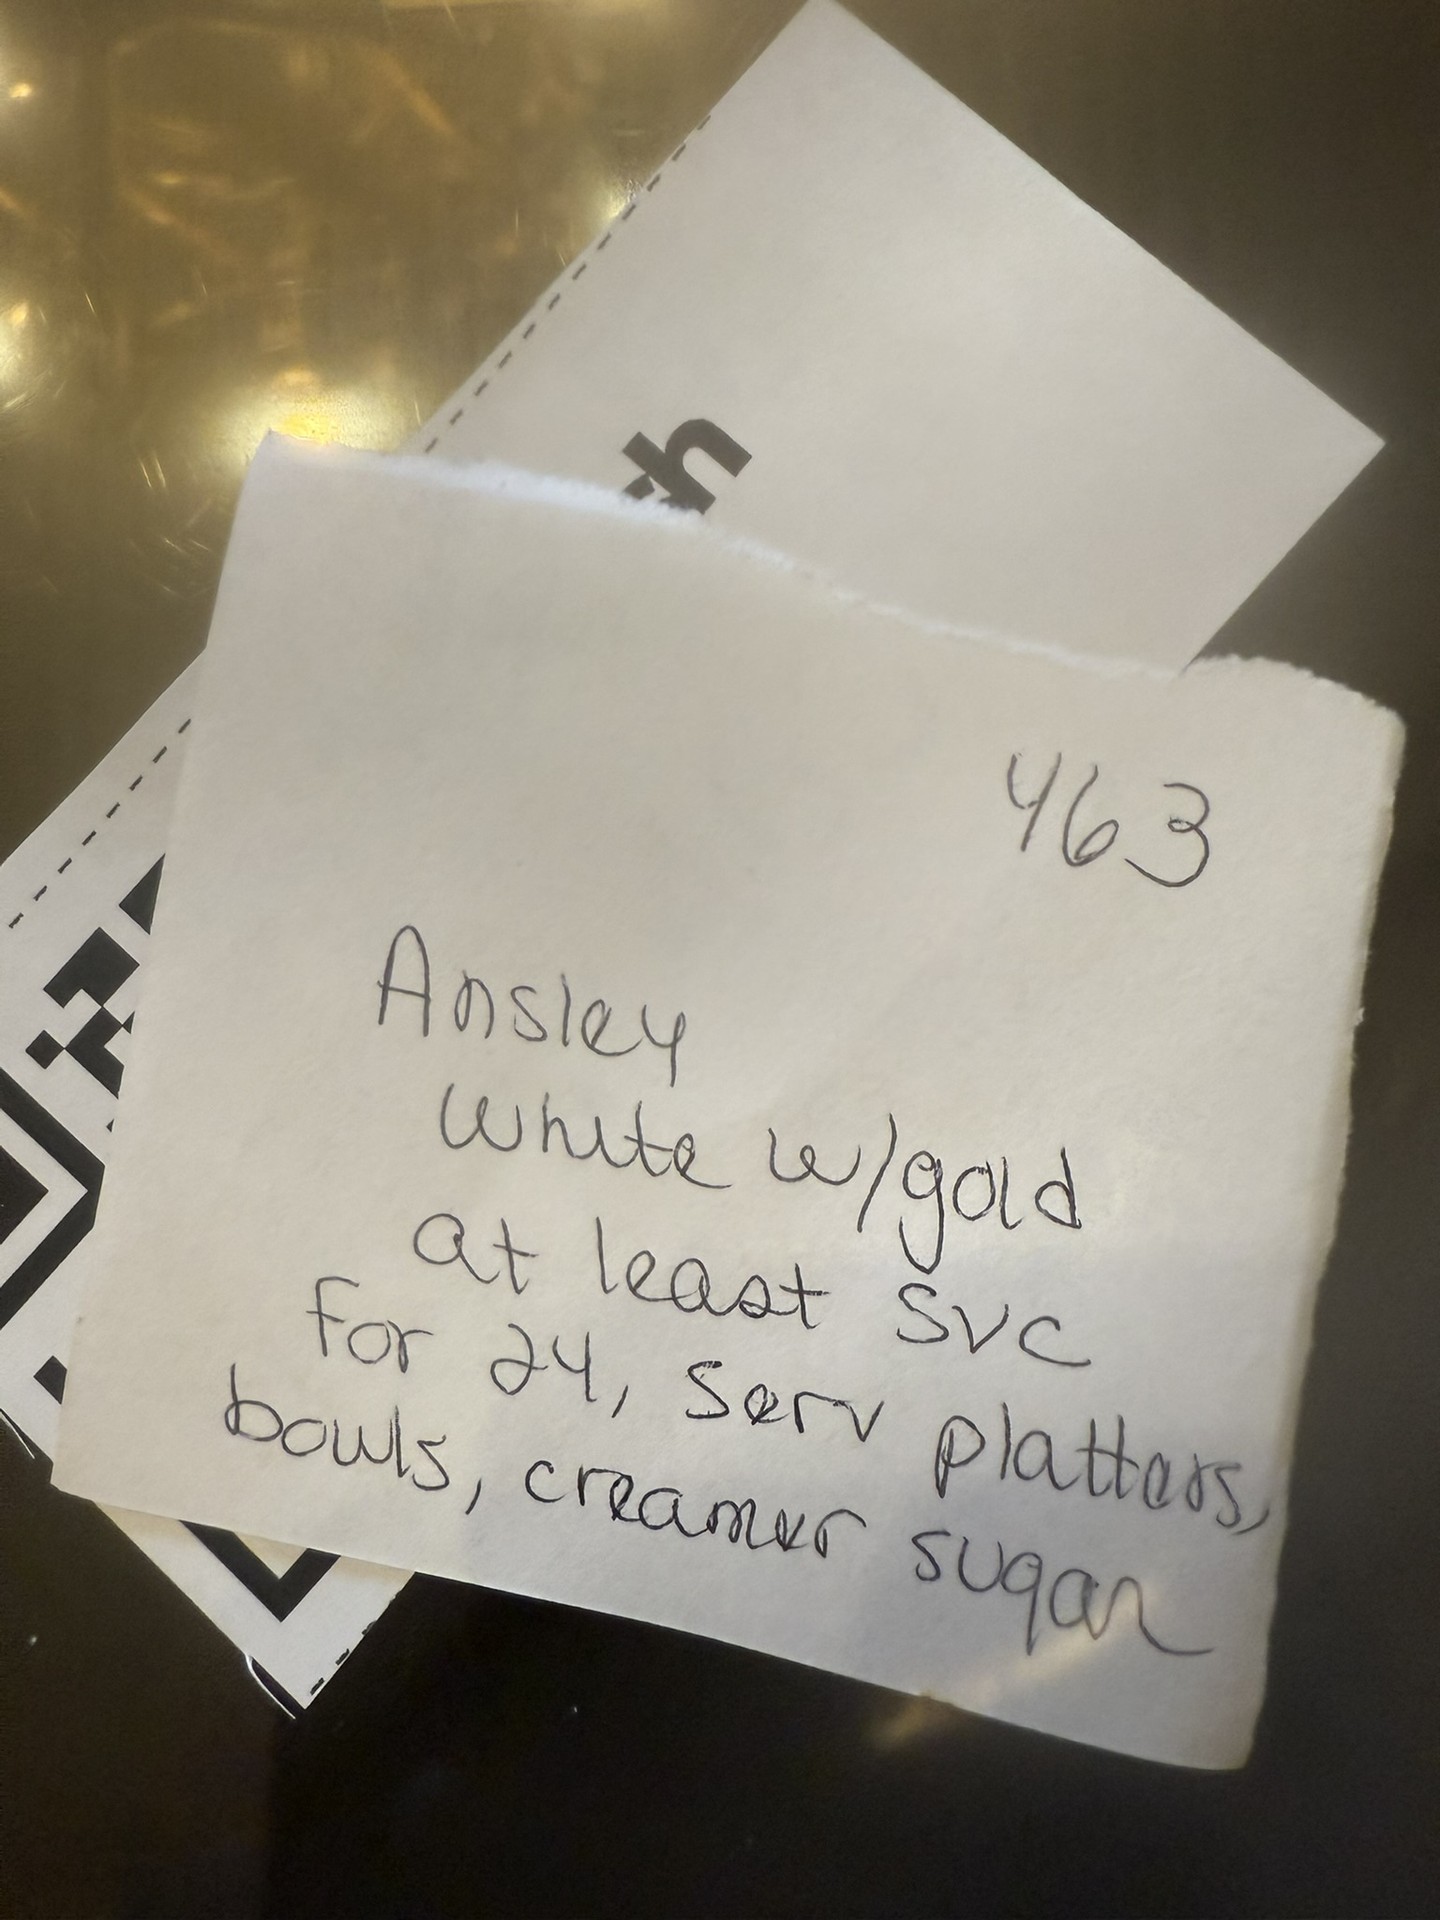 463
Ansley
white w/gold
at least svc
for 24, serv platters,
bowls, creamer sugar